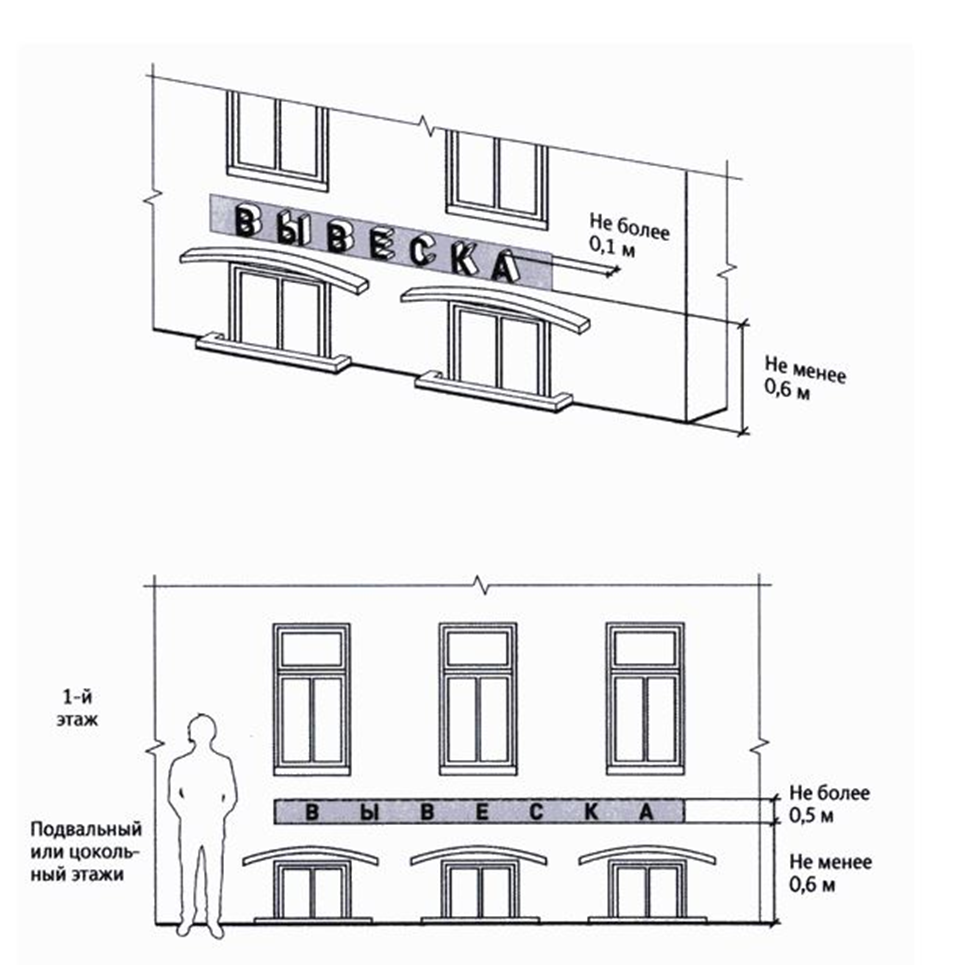 ВЫВЕСКА
Не более
0,1 м
Не менее
0,6 м
1-й
этаж
Подвальный
или цоколь-
ный этажи
ВЫВЕСКА
Не более
0,5 м
Не менее
0,6 м